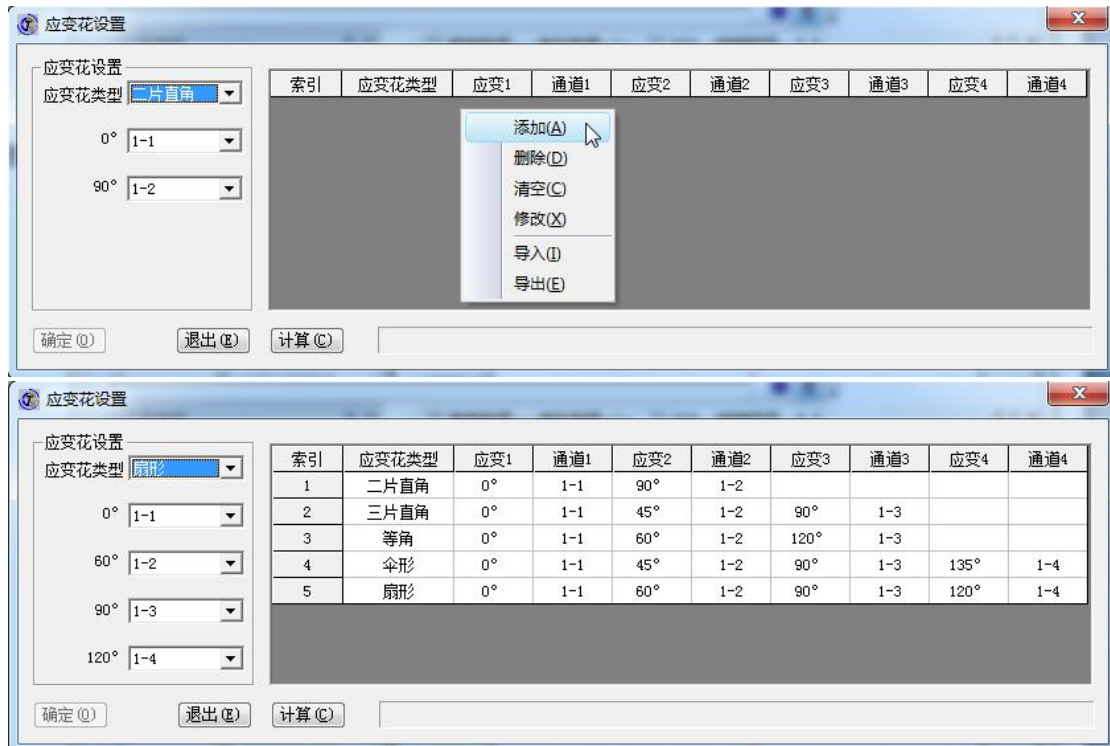 应变花设置
应变花设置
应变花类型 二片直角
0° 1-1
90° 1-2
索引 应变花类型 应变1 通道1 应变2 通道2 应变3 通道3 应变4 通道4
添加(A)
删除(D)
清空(C)
修改(X)
导入(I)
导出(E)
确定(O) 退出(E) 计算(C)
应变花设置
应变花设置
应变花类型 扇形
0° 1-1
60° 1-2
90° 1-3
120° 1-4
索引 应变花类型 应变1 通道1 应变2 通道2 应变3 通道3 应变4 通道4
1 二片直角 0° 1-1 90° 1-2
2 三片直角 0° 1-1 45° 1-2 90° 1-3
3 等角 0° 1-1 60° 1-2 120° 1-3
4 伞形 0° 1-1 45° 1-2 90° 1-3 135° 1-4
5 扇形 0° 1-1 60° 1-2 90° 1-3 120° 1-4
确定(O) 退出(E) 计算(C)